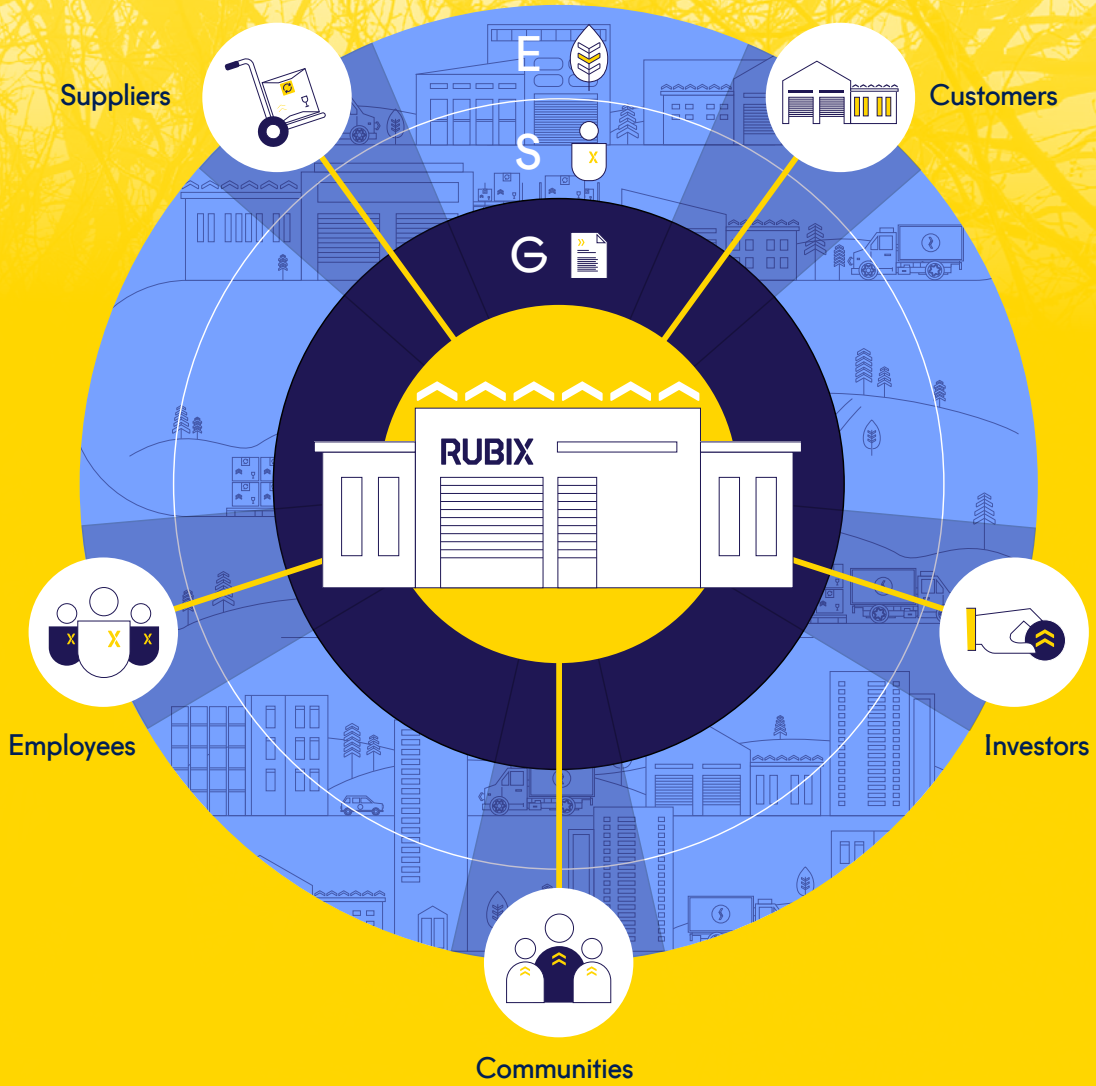 E
Suppliers
Customers
S
G
RUBIX
X
X
X
X
Employees
Investors
Communities